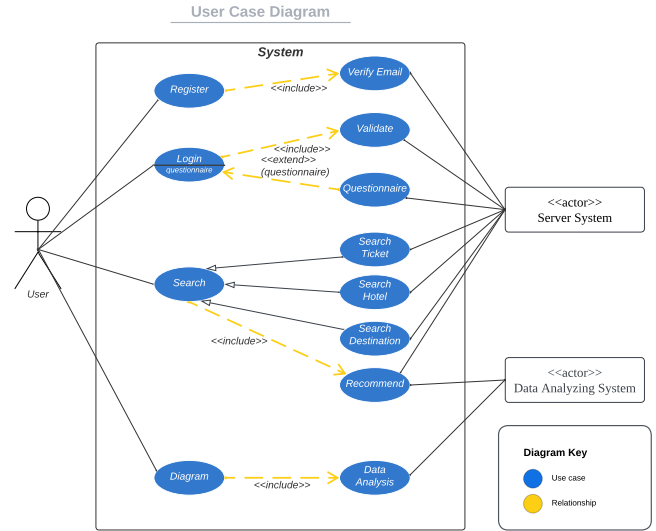 User Case Diagram
System
Register
<<include>>
Verify Email
Login
questionnaire
<<include>>
<<extend>>
(questionnaire)
Validate
Questionnaire
<<actor>>
Server System
User
Search
Search
Ticket
Search
Hotel
Search
Destination
<<include>>
Recommend
<<actor>>
Data Analyzing System
Diagram
<<include>>
Data
Analysis
Diagram Key
Use case
Relationship